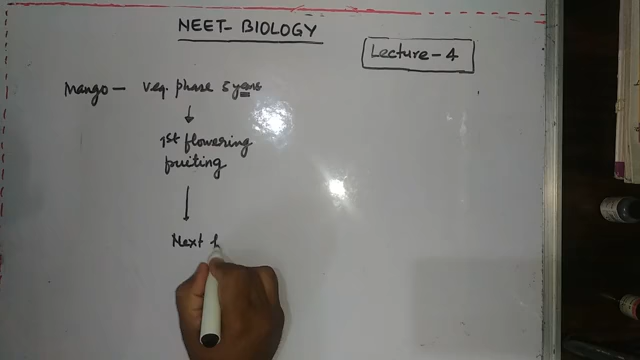 NEET- BIOLOGY
Lecture - 4
Mango - veg. phase 5 years
1st flowering
fruiting
Next